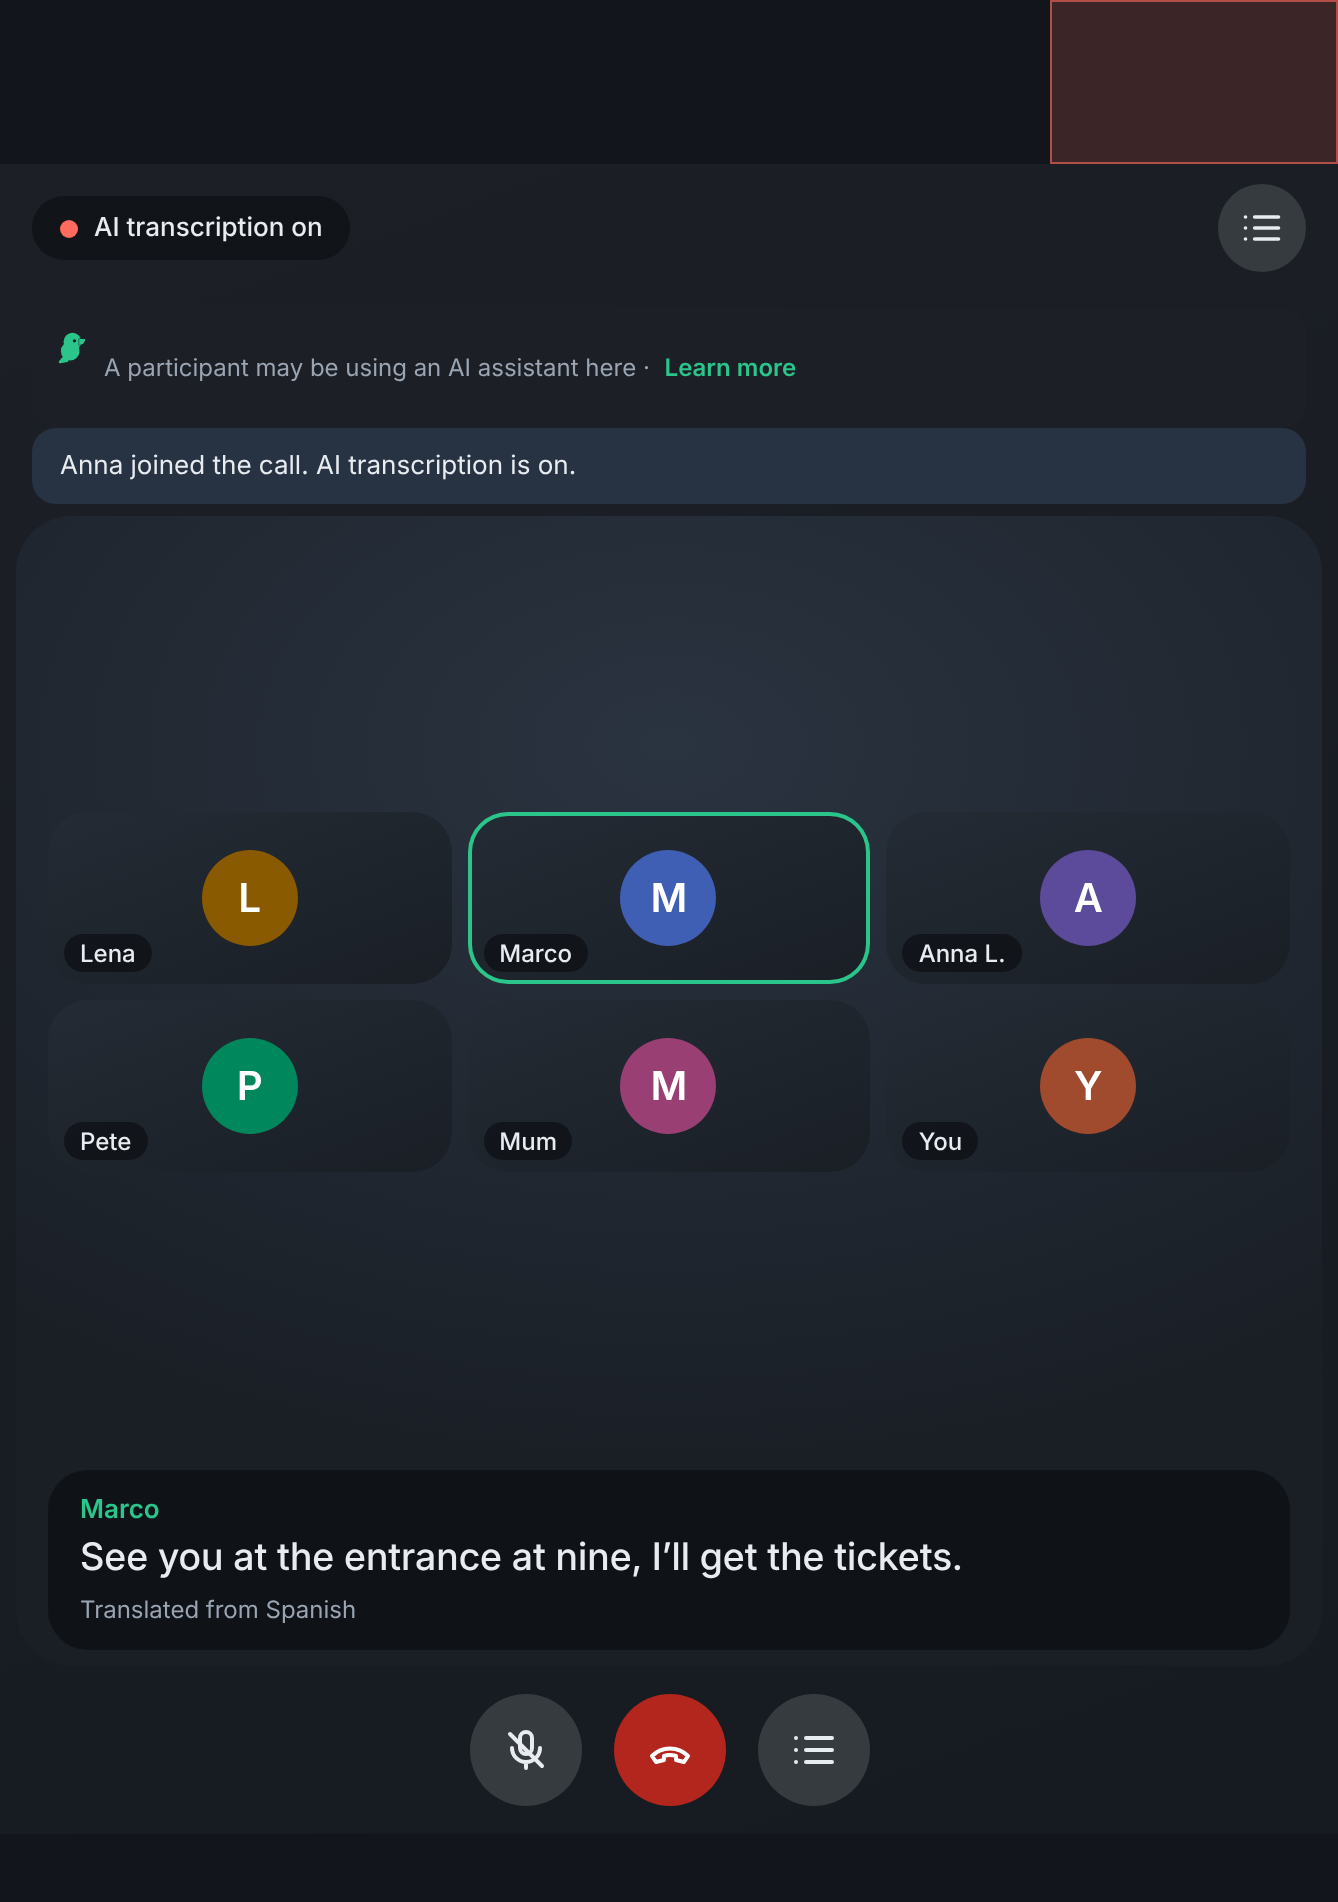 AI transcription on
A participant may be using an AI assistant here · Learn more
Anna joined the call. AI transcription is on.
L
Lena
M
Marco
A
Anna L.
P
Pete
M
Mum
Y
You
Marco
See you at the entrance at nine, I’ll get the tickets.
Translated from Spanish